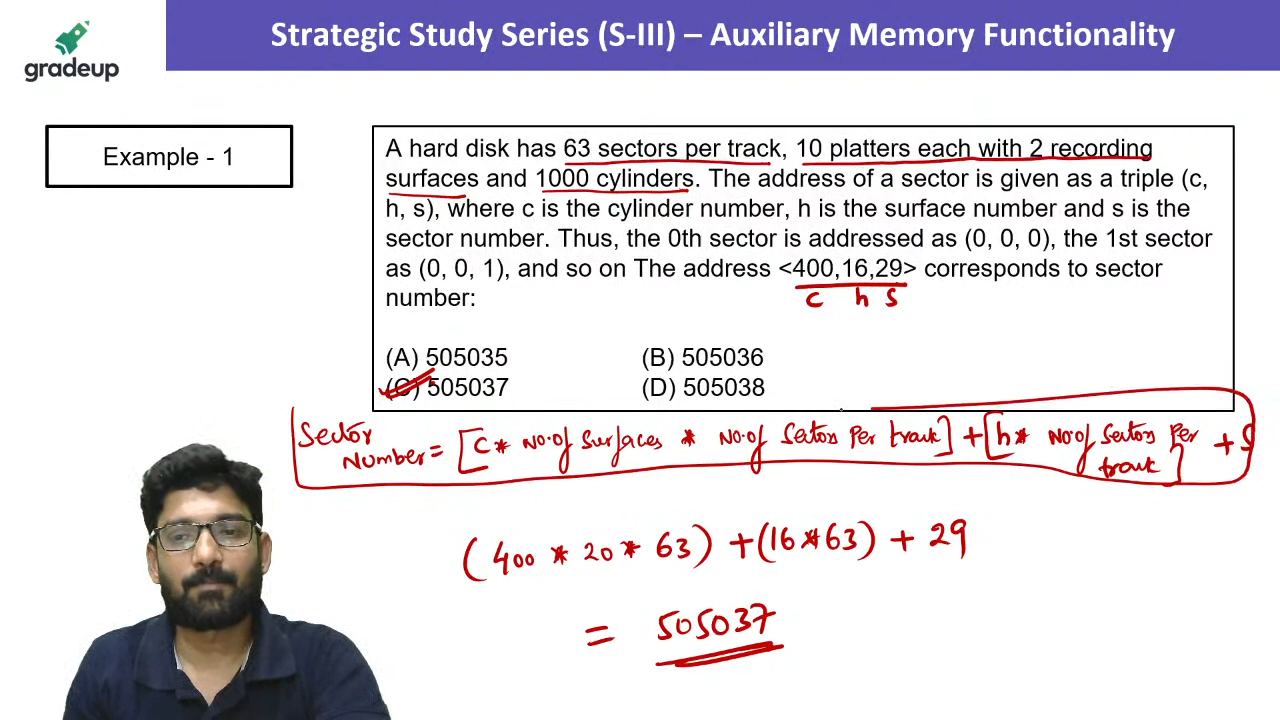 gradeup
Strategic Study Series (S-III) – Auxiliary Memory Functionality
Example - 1
A hard disk has 63 sectors per track, 10 platters each with 2 recording
surfaces and 1000 cylinders. The address of a sector is given as a triple (c,
h, s), where c is the cylinder number, h is the surface number and s is the
sector number. Thus, the 0th sector is addressed as (0, 0, 0), the 1st sector
as (0, 0, 1), and so on The address <400,16,29> corresponds to sector
number:
c h s
(A) 505035 (B) 505036
(C) 505037 (D) 505038
Sector Number = [c * No.of Surfaces * No.of Sectors Per track] + [h * No.of Sectors Per track] + S
(400 * 20 * 63) + (16 * 63) + 29
= 505037